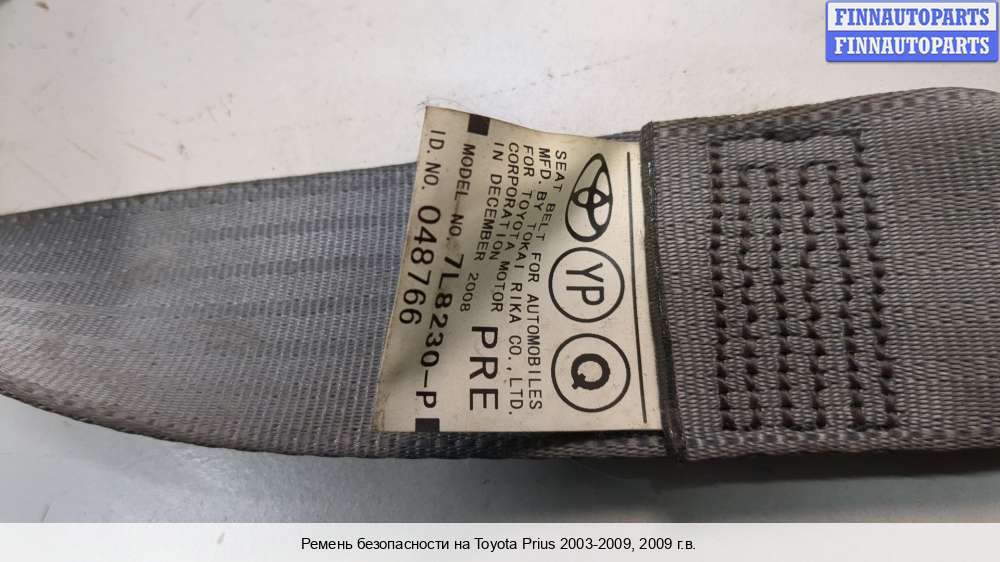 FINNAUTOPARTS
FINNAUTOPARTS
YP Q
SEAT BELT FOR AUTOMOBILES
MFD. BY TOKAI RIKA CO., LTD.
FOR TOYOTA MOTOR
CORPORATION
IN DECEMBER 2008
PRE
MODEL NO. 7L8230-P
ID. NO. 048766
Ремень безопасности на Toyota Prius 2003-2009, 2009 г.в.